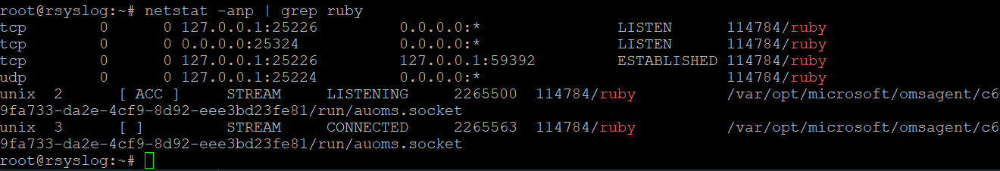 root@rsyslog:~# netstat -anp | grep ruby
tcp        0      0 127.0.0.1:25226         0.0.0.0:*               LISTEN      114784/ruby
tcp        0      0 0.0.0.0:25324           0.0.0.0:*               LISTEN      114784/ruby
tcp        0      0 127.0.0.1:25226         127.0.0.1:59392         ESTABLISHED 114784/ruby
udp        0      0 127.0.0.1:25224         0.0.0.0:*                           114784/ruby
unix  2      [ ACC ]     STREAM     LISTENING     2265500  114784/ruby          /var/opt/microsoft/omsagent/c6
9fa733-da2e-4cf9-8d92-eee3bd23fe81/run/auoms.socket
unix  3      [ ]         STREAM     CONNECTED     2265563  114784/ruby          /var/opt/microsoft/omsagent/c6
9fa733-da2e-4cf9-8d92-eee3bd23fe81/run/auoms.socket
root@rsyslog:~#